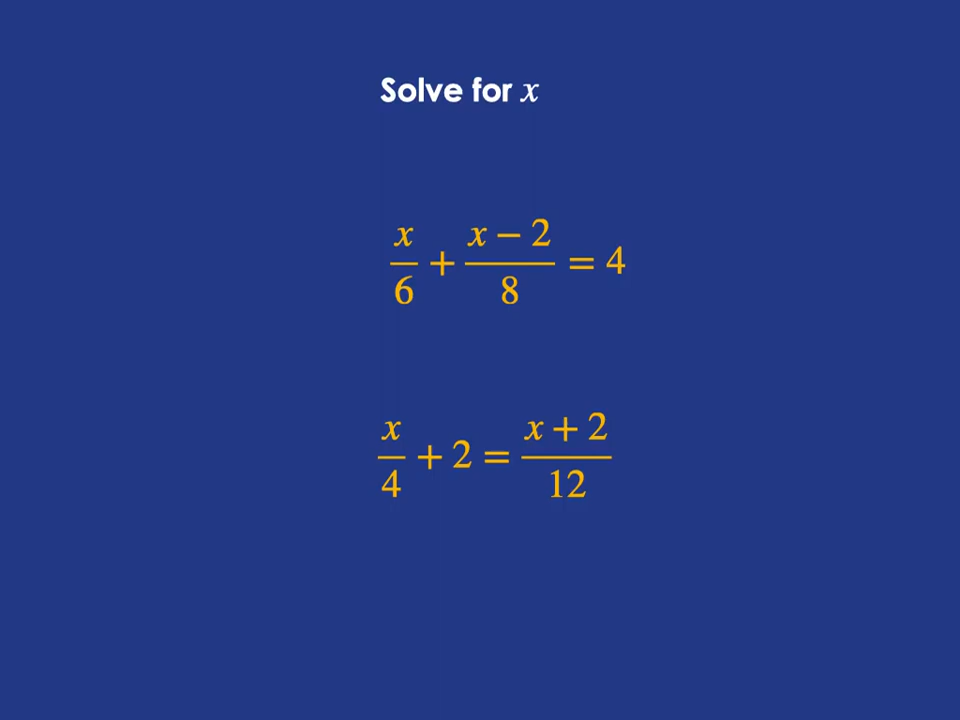 Solve for x
x/6 + (x − 2)/8 = 4
x/4 + 2 = (x + 2)/12